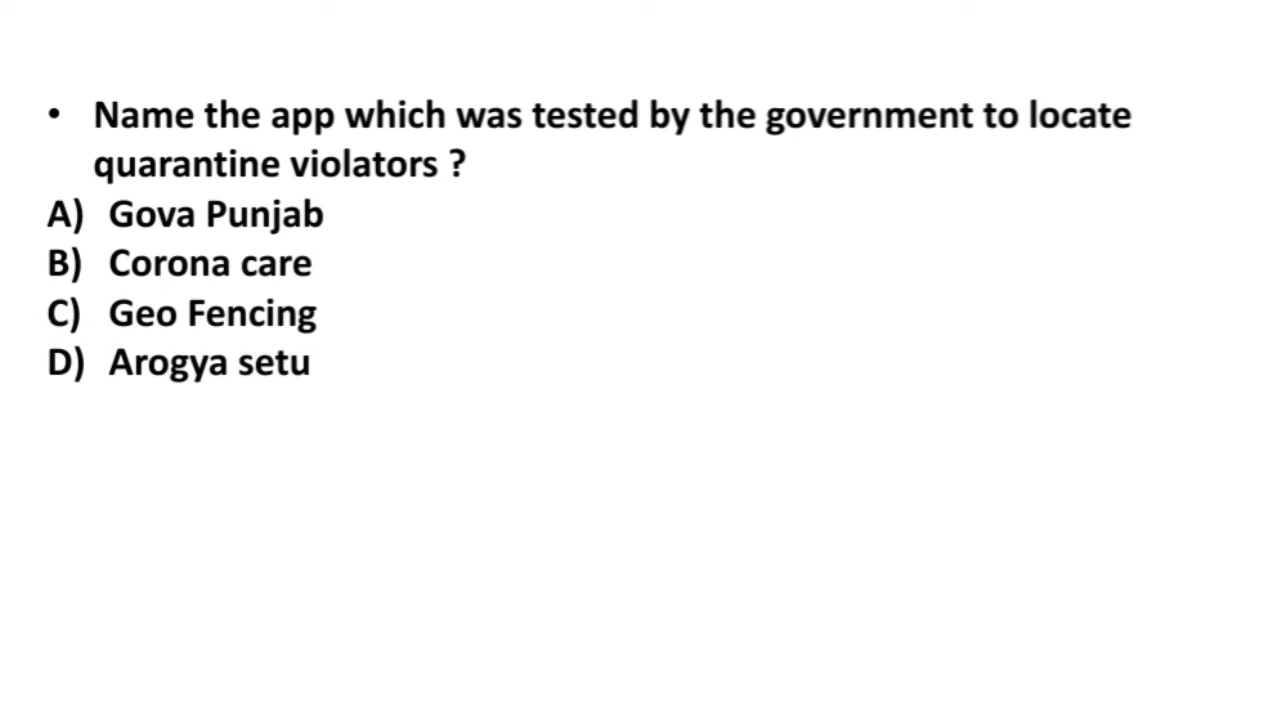 • Name the app which was tested by the government to locate
quarantine violators ?
A) Gova Punjab
B) Corona care
C) Geo Fencing
D) Arogya setu